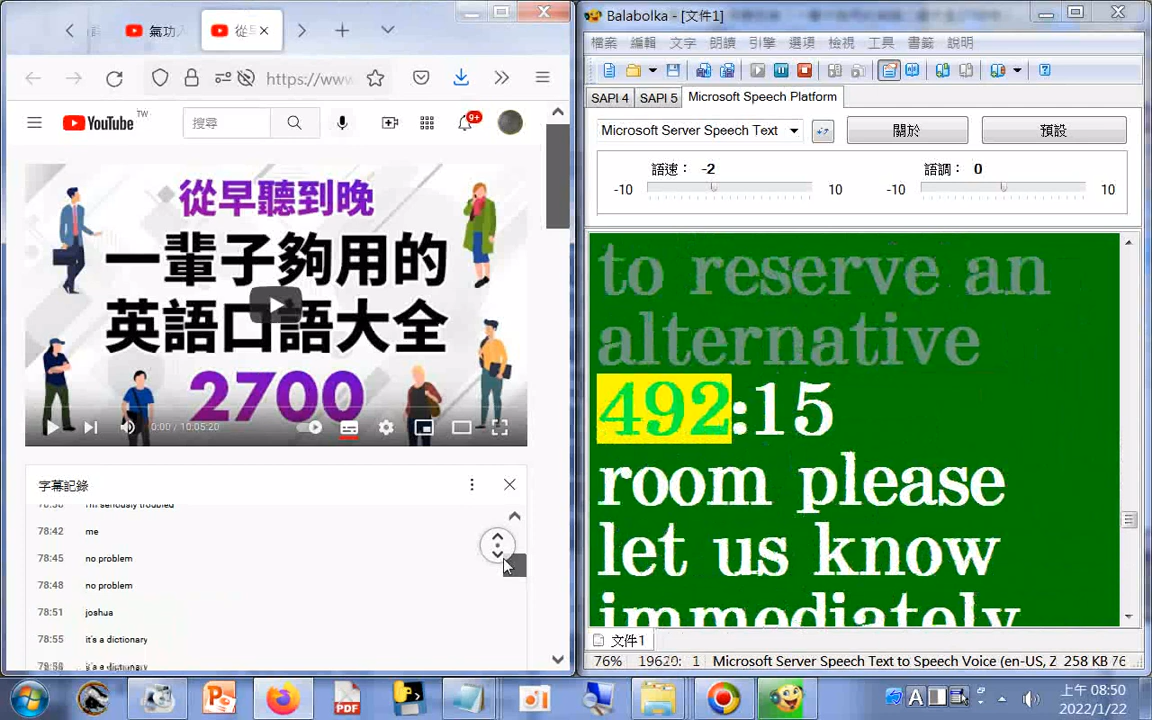 氣功
從
https://www
YouTube TW
搜尋
9+
從早聽到晚
一輩子夠用的
英語口語大全
2700
0:00 / 10:05:20
字幕記錄
i'm seriously troubled
78:42 me
78:45 no problem
78:48 no problem
78:51 joshua
78:55 it's a dictionary
Balabolka - [文件1]
檔案 編輯 文字 朗讀 引擎 選項 檢視 工具 書籤 說明
SAPI 4 SAPI 5 Microsoft Speech Platform
Microsoft Server Speech Text
關於
預設
語速： -2
語調： 0
-10 10 -10 10
to reserve an
alternative
492:15
room please
let us know
immediately
文件1
76% 19620: 1 Microsoft Server Speech Text to Speech Voice (en-US, Z 258 KB 76
PDF
A
上午 08:50
2022/1/22